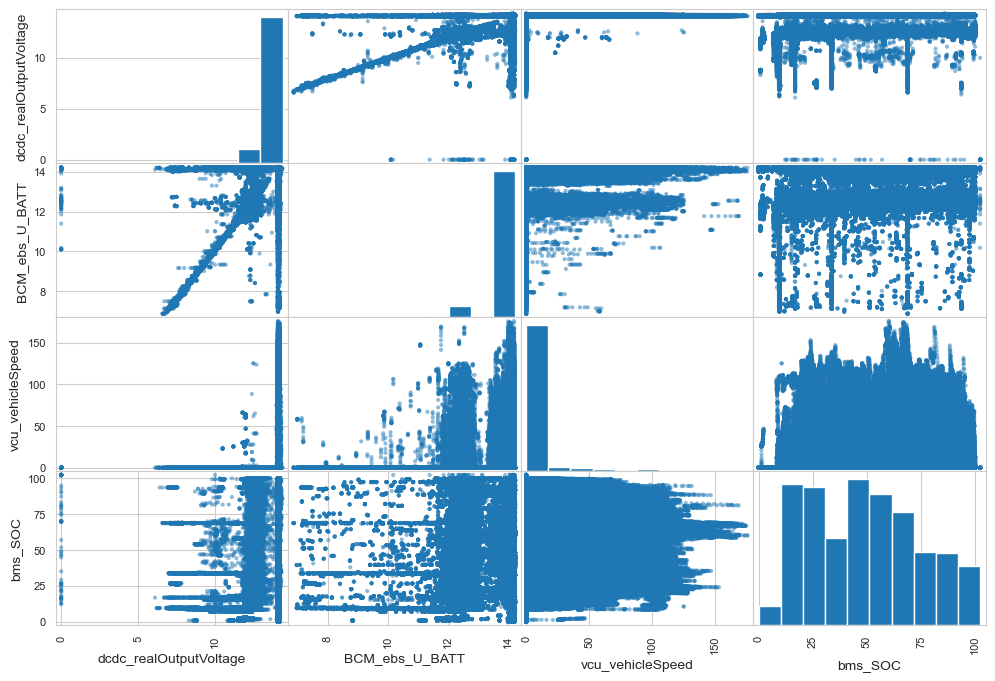 dcdc_realOutputVoltage
10
5
0
BCM_ebs_U_BATT
14
12
10
8
vcu_vehicleSpeed
150
100
50
0
bms_SOC
100
75
50
25
0
0 5 10 8 10 12 14 0 50 100 150 0 25 50 75 100
dcdc_realOutputVoltage BCM_ebs_U_BATT vcu_vehicleSpeed bms_SOC